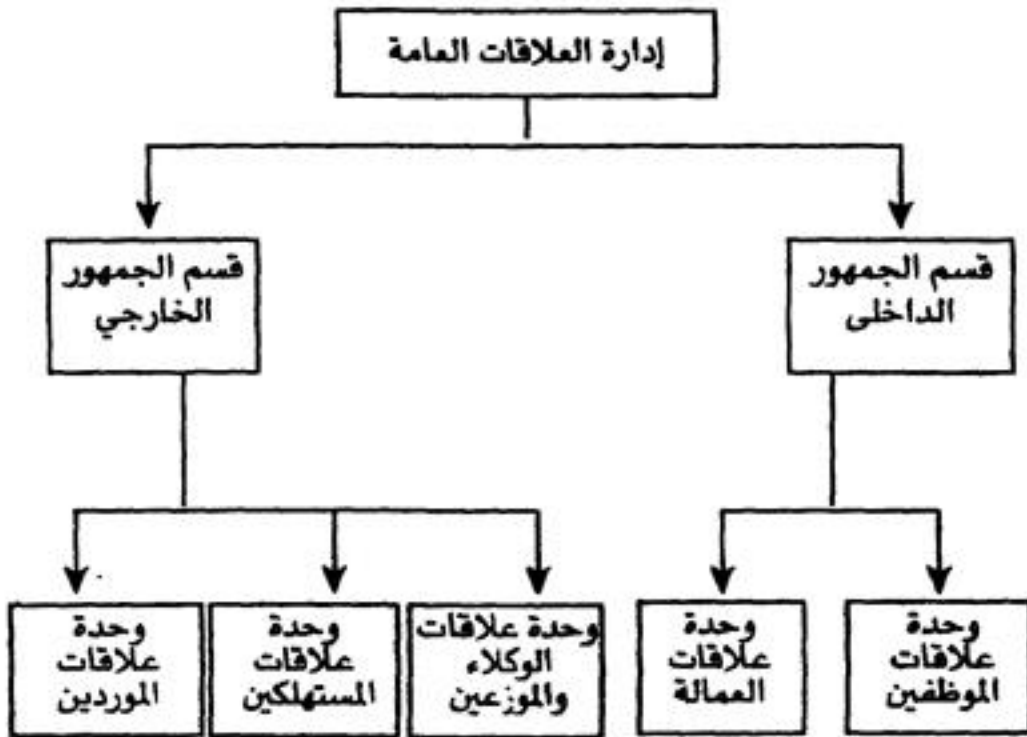 إدارة العلاقات العامة
قسم الجمهور
الداخلى
قسم الجمهور
الخارجي
وحدة
علاقات
الموظفين
وحدة
علاقات
العمالة
وحدة علاقات
الوكلاء
والموزعين
وحدة
علاقات
المستهلكين
وحدة
علاقات
الموردين